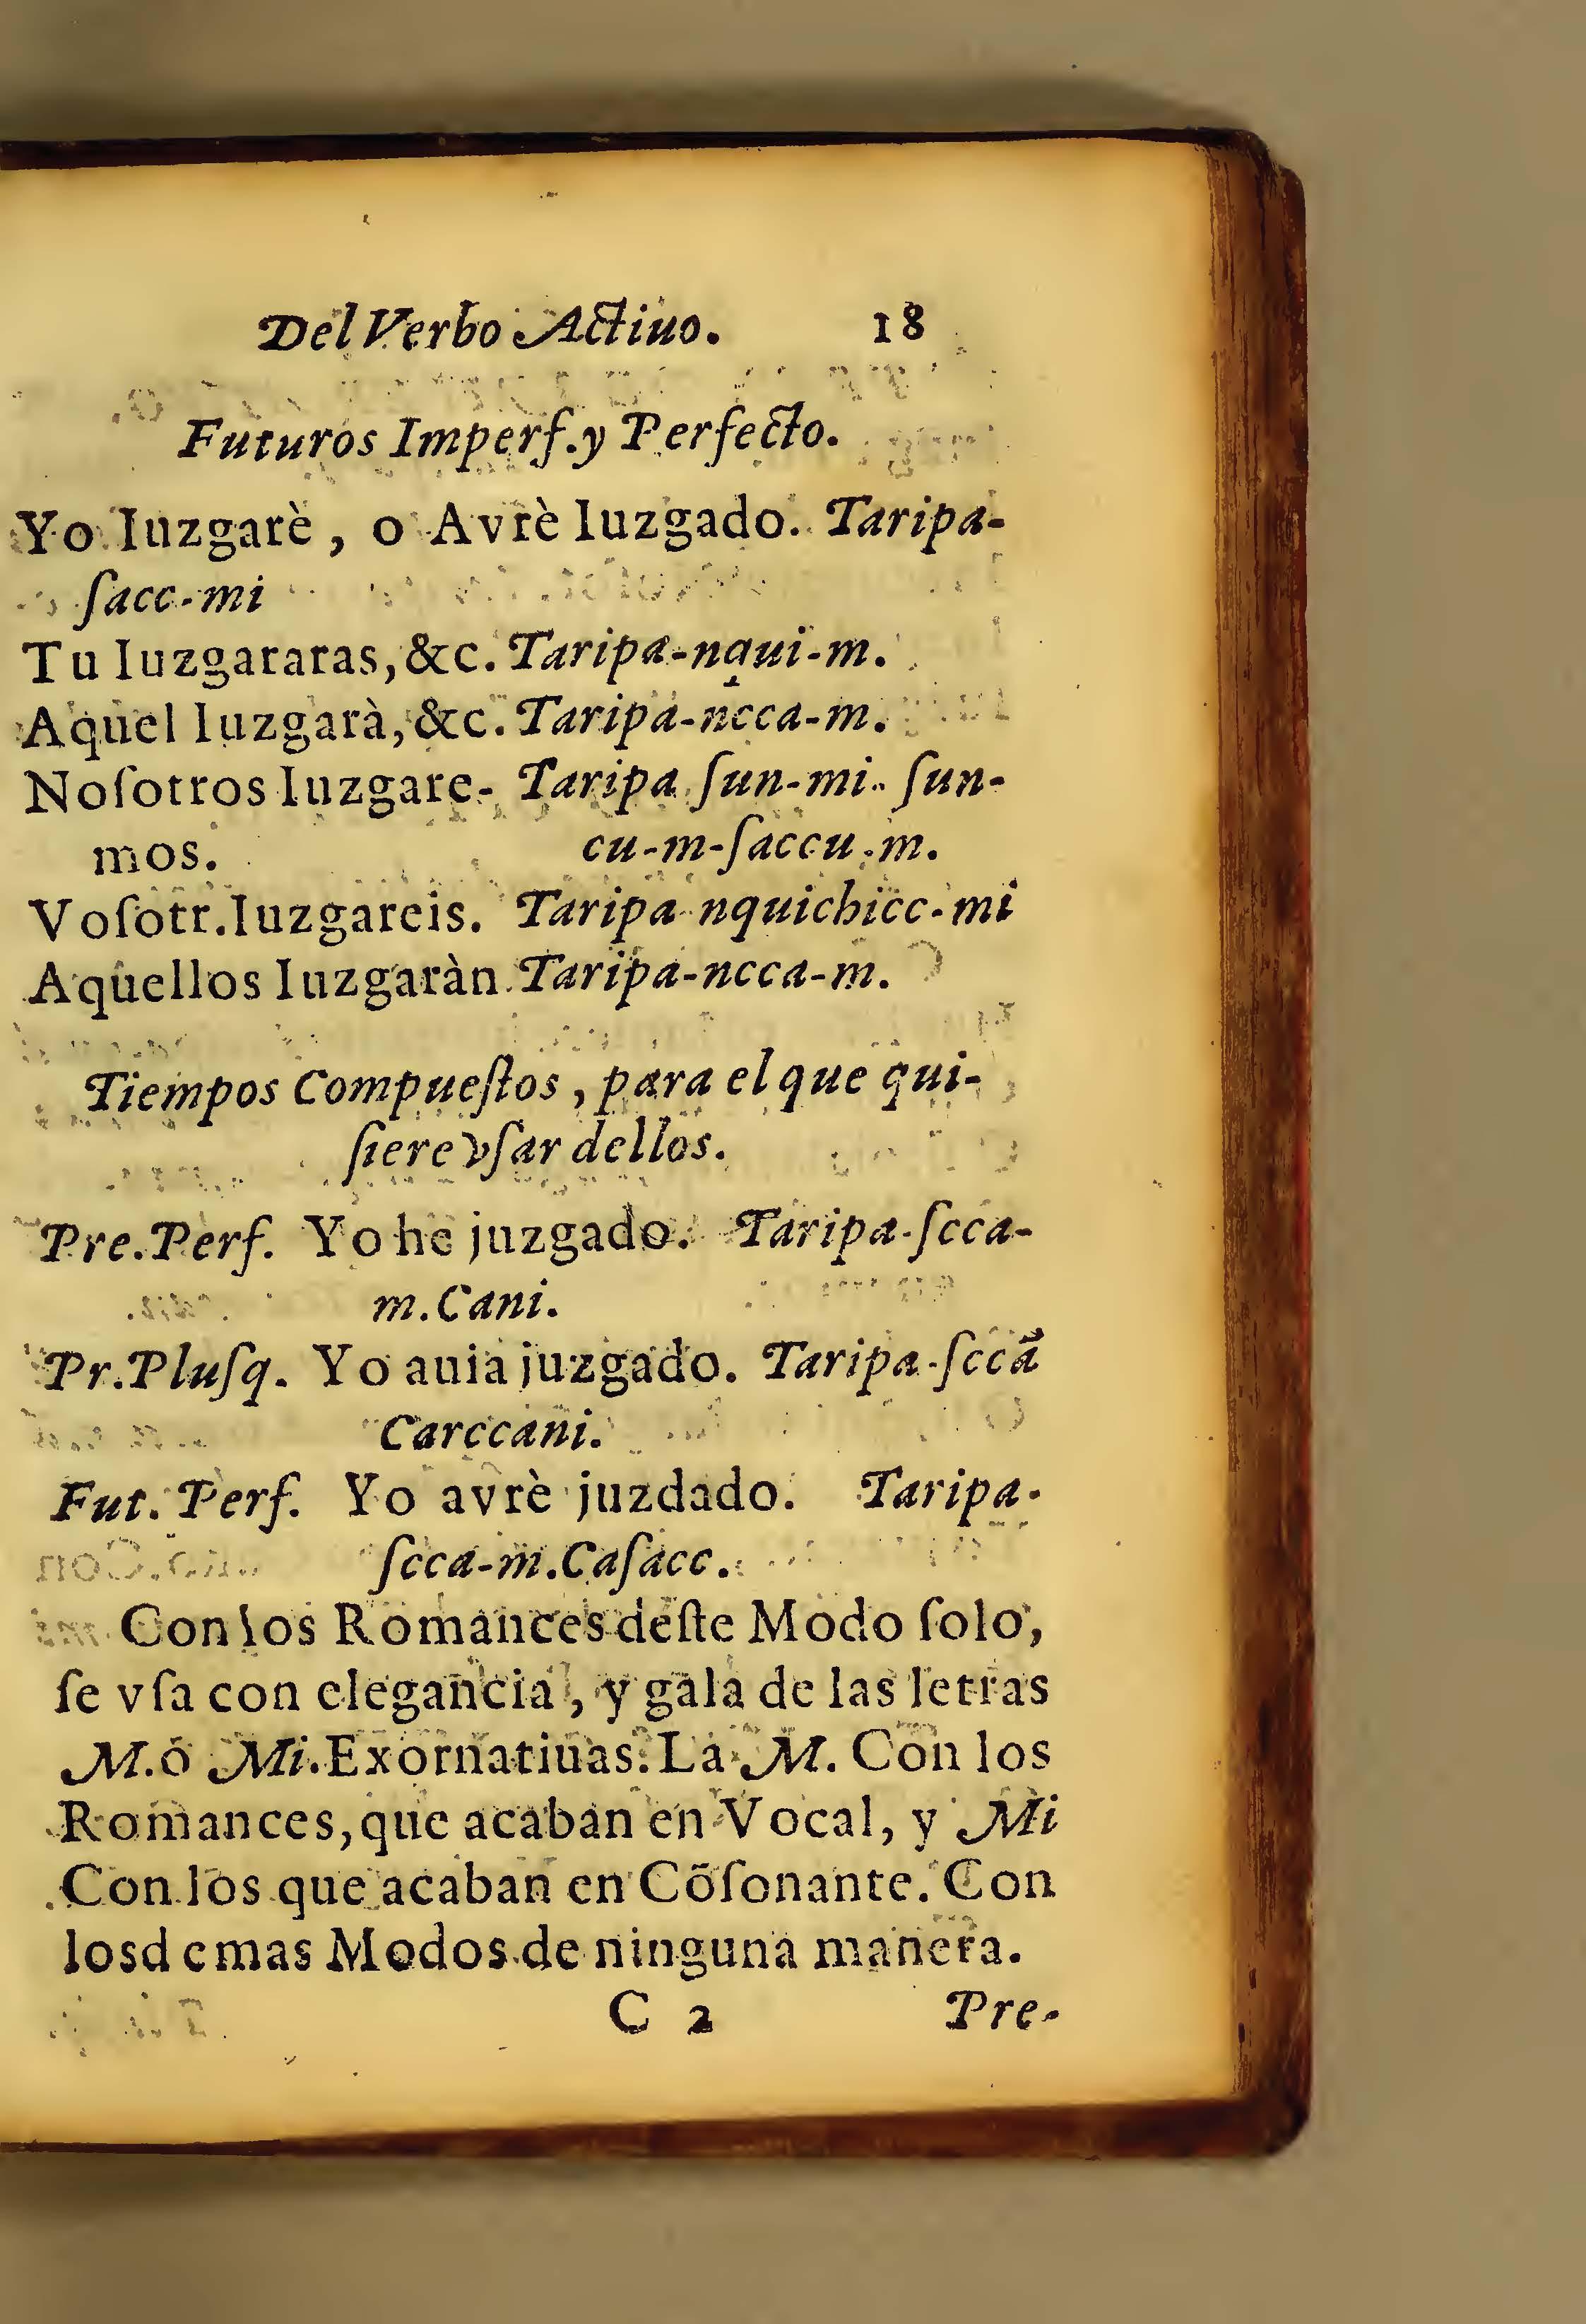 Del Verbo Actiuo. 18
Futuros Imperf.y Perfecto.
Yo Iuzgarè, o Avrè Iuzgado. Taripa-
ſacc-mi
Tu Iuzgararas,&c. Taripa-nqui-m.
Aquel Iuzgarà,&c. Taripa-ncca-m.
Noſotros Iuzgare- Taripa ſun-mi- ſun-
mos. cu-m-ſaccu-m.
Voſotr.Iuzgareis. Taripa-nquichicc-mi
Aquellos Iuzgaràn Taripa-ncca-m.
Tiempos Compueſtos, para el que qui-
ſiere vſar dellos.
Pre.Perf. Yo he juzgado. Taripa-ſcca-
m.Cani.
Pr.Pluſq. Yo auia juzgado. Taripa-ſccã
Carccani.
Fut. Perf. Yo avrè juzdado. Taripa-
ſcca-m.Caſacc.
Con los Romances deſte Modo ſolo,
ſe vſa con elegancia, y gala de las letras
M.ò Mi.Exornatiuas. La M. Con los
Romances, que acaban en Vocal, y Mi
Con los que acaban en Cõſonante. Con
losd emas Modos de ninguna manera.
C 2 Pre-